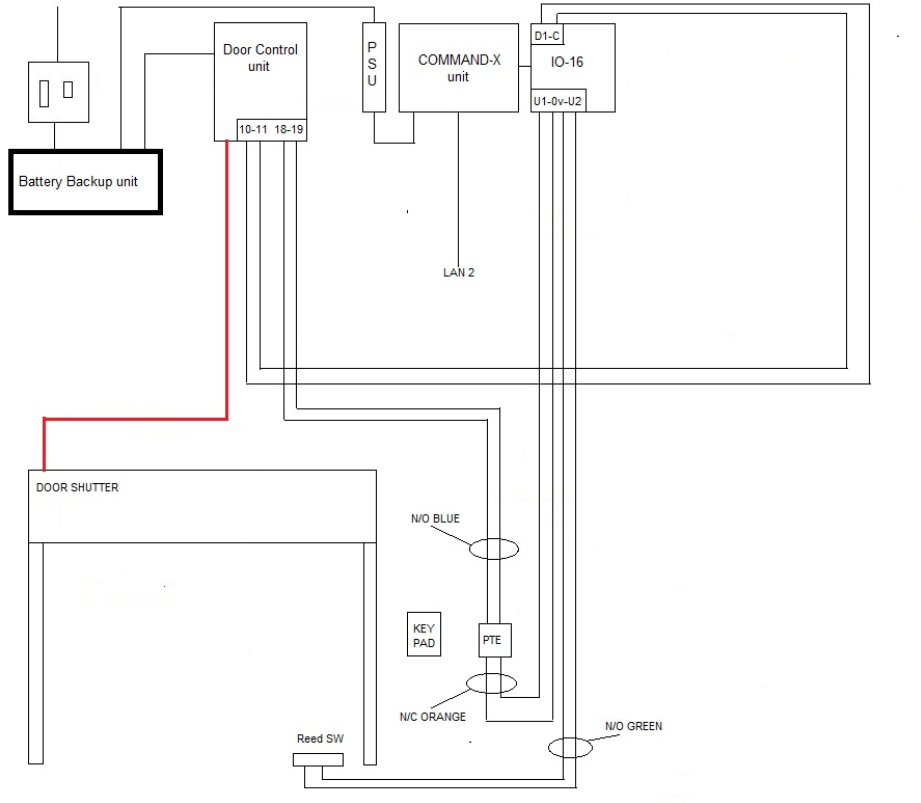 Door Control
unit
P
S
U
COMMAND-X
unit
D1-C
IO-16
U1-0v-U2
10-11 18-19
Battery Backup unit
LAN 2
DOOR SHUTTER
N/O BLUE
KEY
PAD
PTE
N/C ORANGE
N/O GREEN
Reed SW